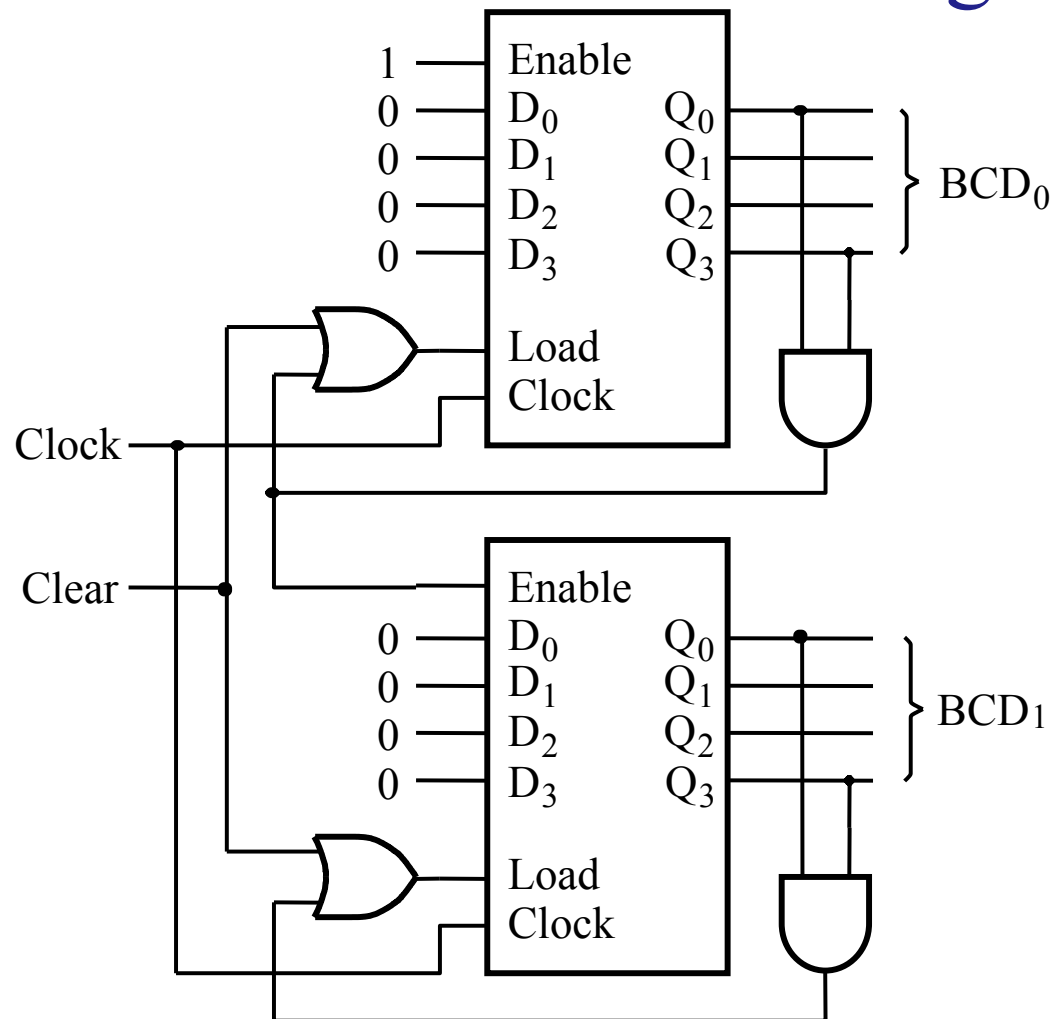 g
1 Enable
0 D₀ Q₀
0 D₁ Q₁
0 D₂ Q₂
0 D₃ Q₃
BCD₀
Load
Clock
Clock
Clear
Enable
0 D₀ Q₀
0 D₁ Q₁
0 D₂ Q₂
0 D₃ Q₃
BCD₁
Load
Clock